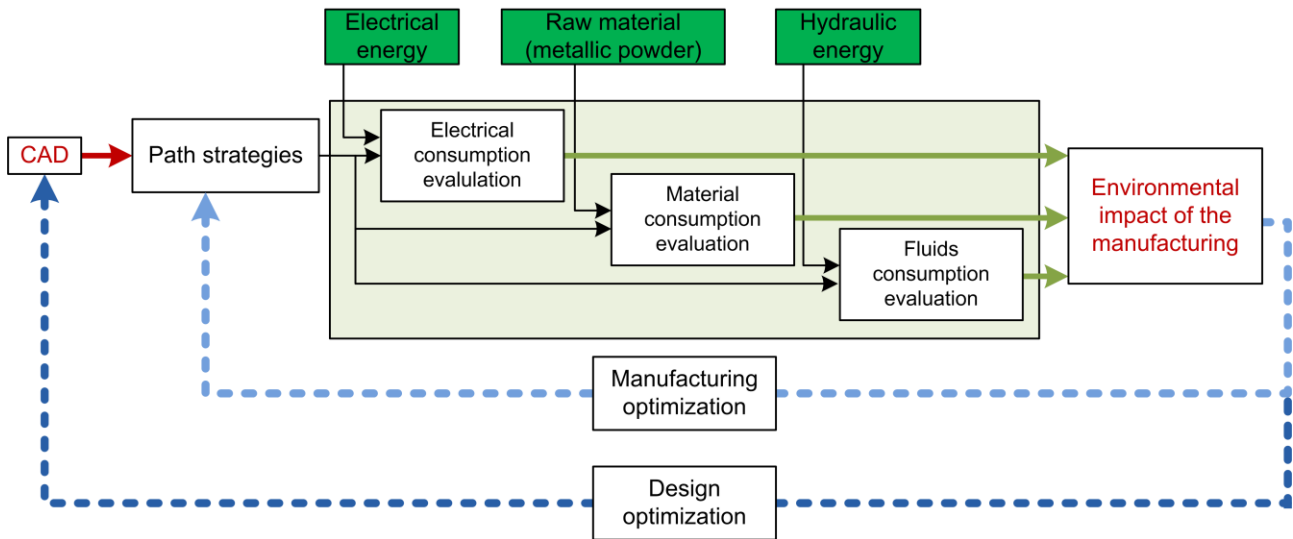 Electrical
energy
Raw material
(metallic powder)
Hydraulic
energy
CAD
Path strategies
Electrical
consumption
evalulation
Material
consumption
evaluation
Fluids
consumption
evaluation
Environmental
impact of the
manufacturing
Manufacturing
optimization
Design
optimization